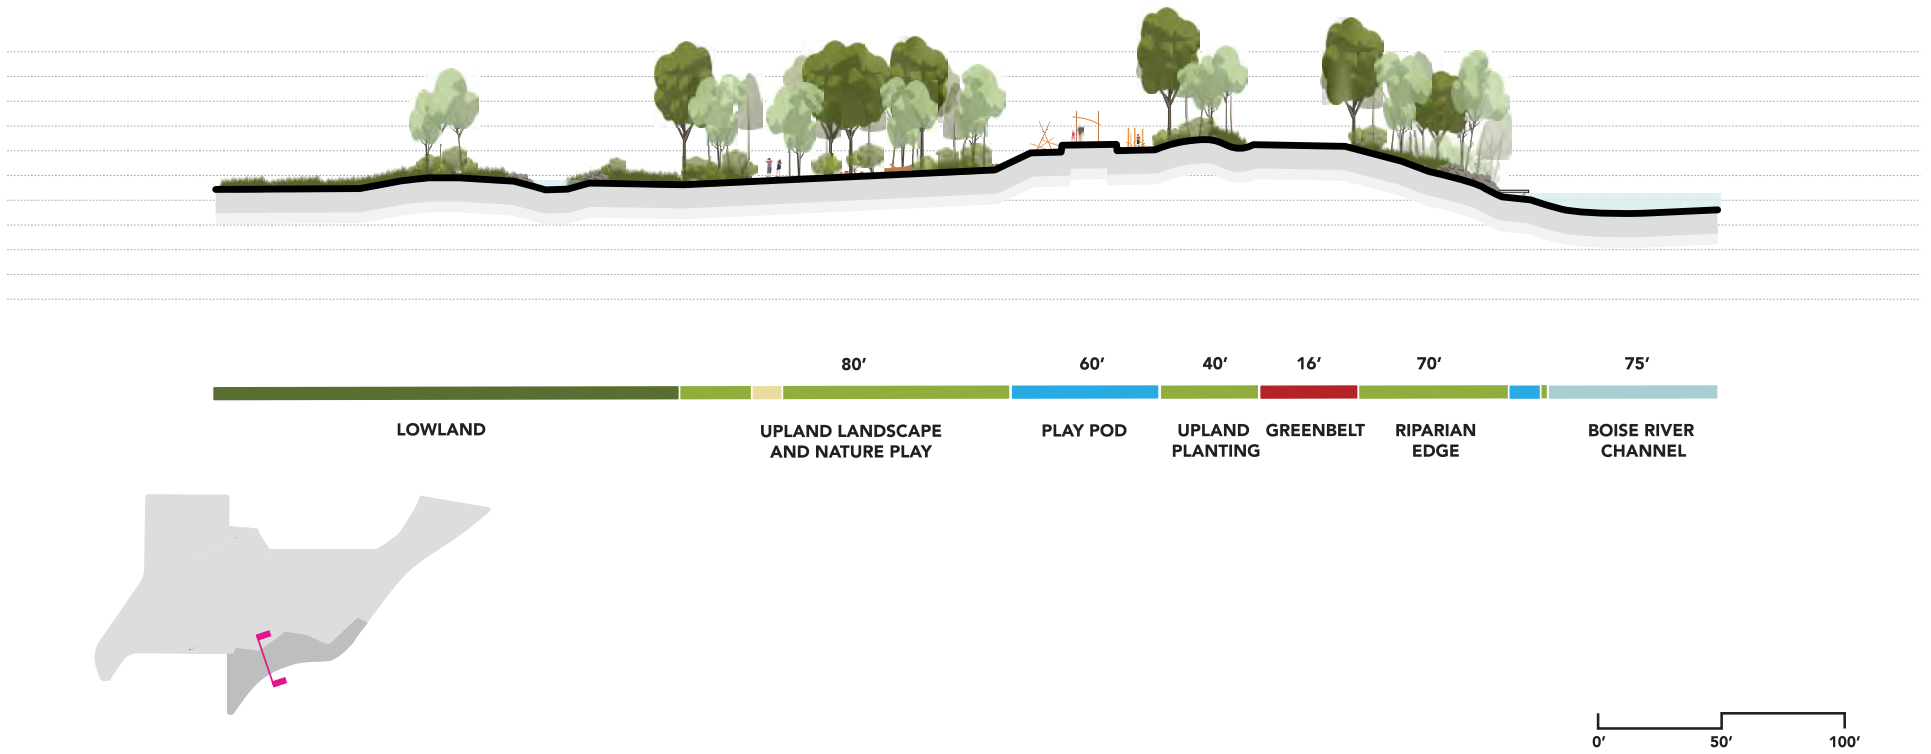 80′
60′
40′
16′
70′
75′
LOWLAND
UPLAND LANDSCAPE
AND NATURE PLAY
PLAY POD
UPLAND
PLANTING
GREENBELT
RIPARIAN
EDGE
BOISE RIVER
CHANNEL
0′
50′
100′